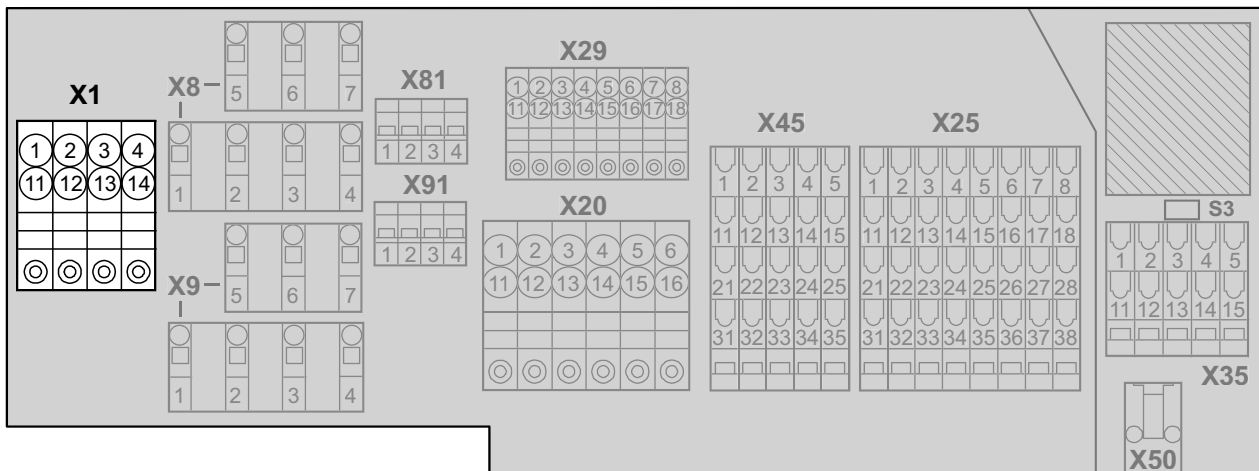 X1
1 2 3 4
11 12 13 14
X8
5 6 7
1 2 3 4
X9
5 6 7
1 2 3 4
X81
1 2 3 4
X91
1 2 3 4
X29
1 2 3 4 5 6 7 8
11 12 13 14 15 16 17 18
X20
1 2 3 4 5 6
11 12 13 14 15 16
X45
1 2 3 4 5
11 12 13 14 15
21 22 23 24 25
31 32 33 34 35
X25
1 2 3 4 5 6 7 8
11 12 13 14 15 16 17 18
21 22 23 24 25 26 27 28
31 32 33 34 35 36 37 38
S3
1 2 3 4 5
11 12 13 14 15
X35
X50